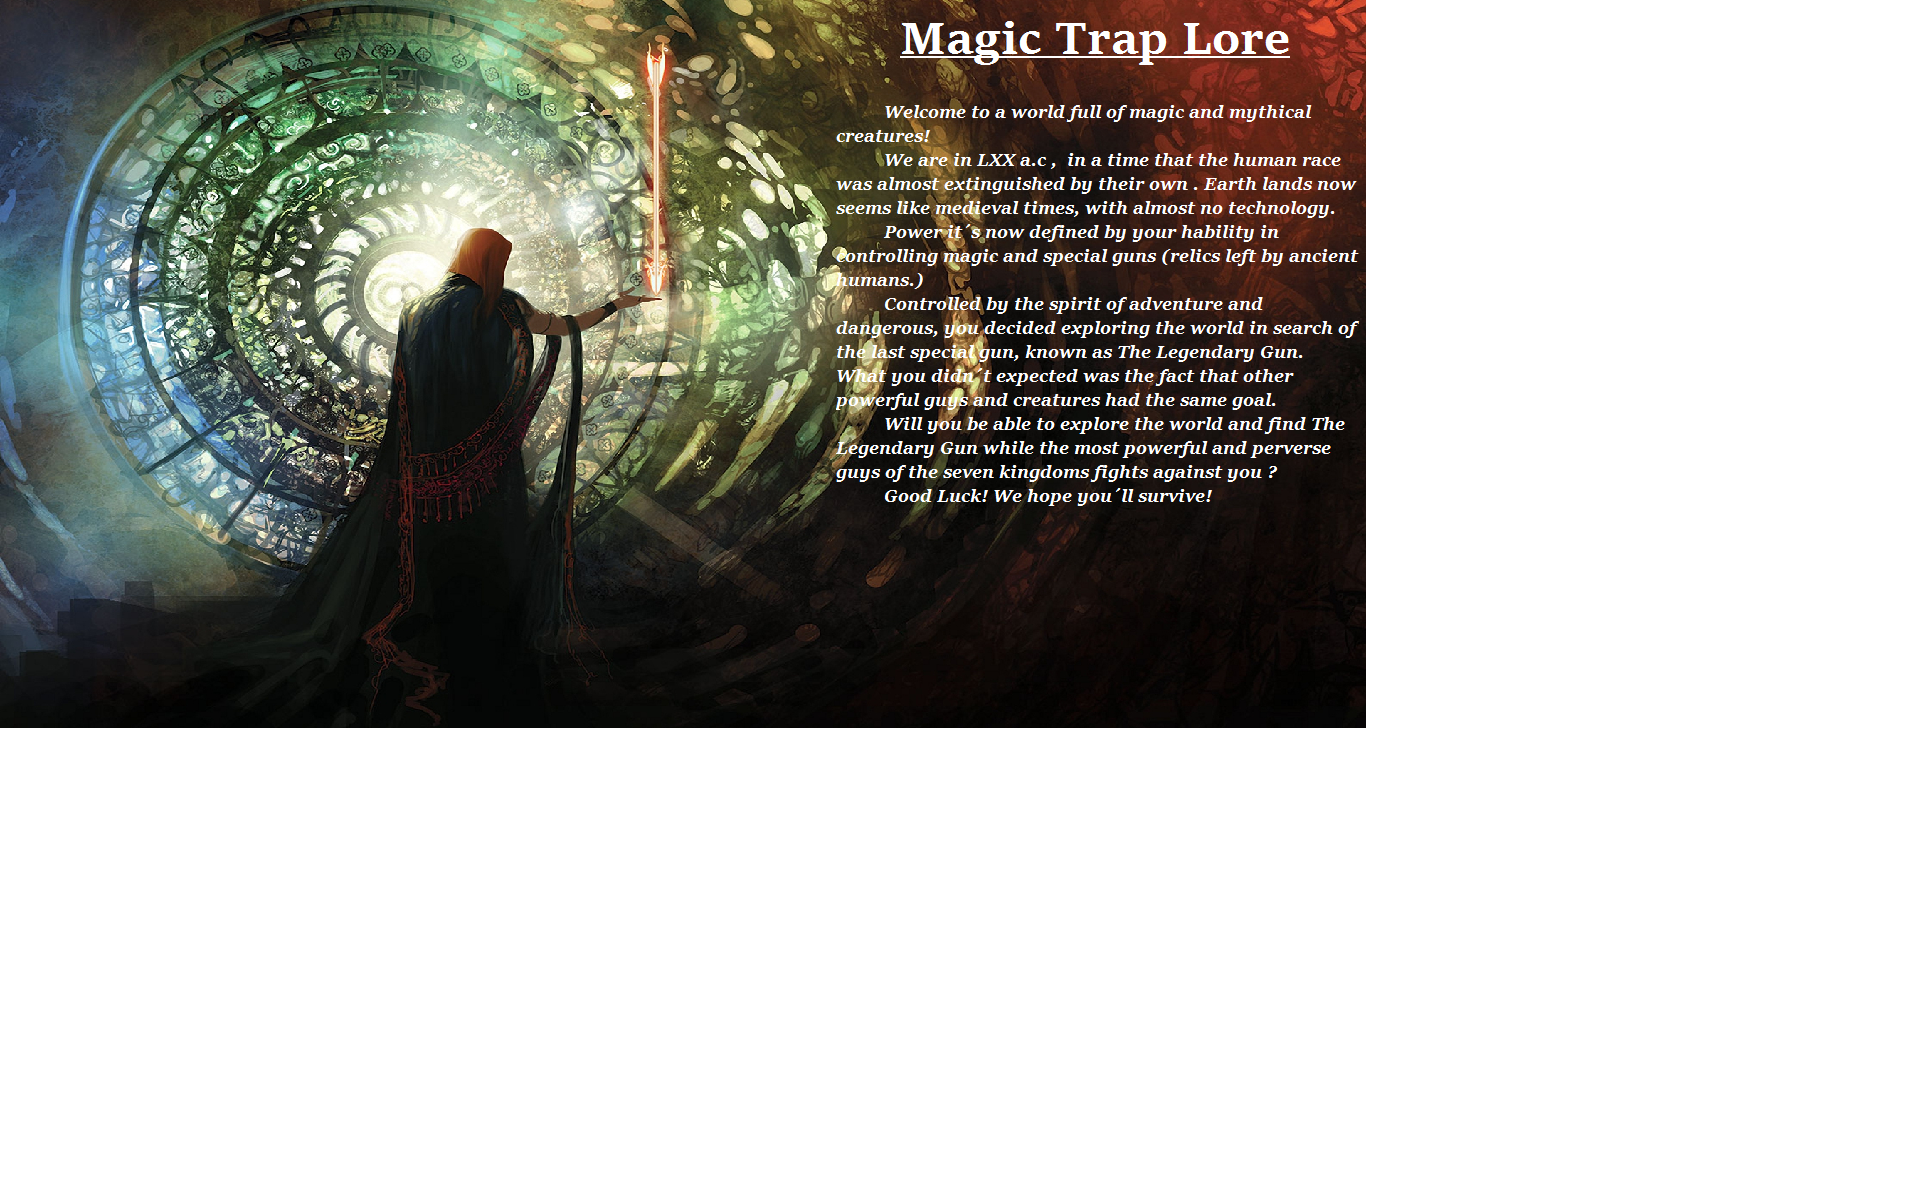 Magic Trap Lore
Welcome to a world full of magic and mythical
creatures!
We are in LXX a.c ,  in a time that the human race
was almost extinguished by their own . Earth lands now
seems like medieval times, with almost no technology.
Power it´s now defined by your hability in
controlling magic and special guns (relics left by ancient
humans.)
Controlled by the spirit of adventure and
dangerous, you decided exploring the world in search of
the last special gun, known as The Legendary Gun.
What you didn´t expected was the fact that other
powerful guys and creatures had the same goal.
Will you be able to explore the world and find The
Legendary Gun while the most powerful and perverse
guys of the seven kingdoms fights against you ?
Good Luck! We hope you´ll survive!